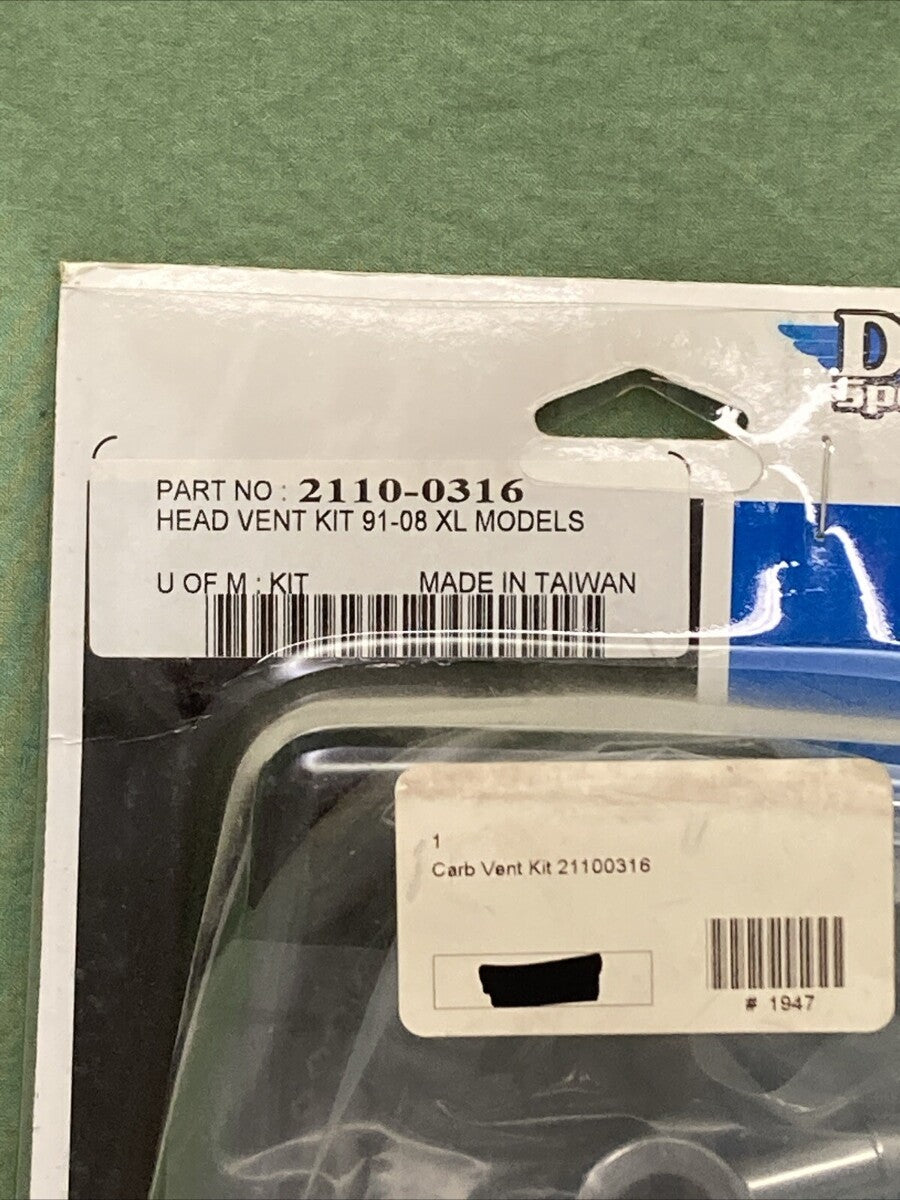 PART NO : 2110-0316
HEAD VENT KIT 91-08 XL MODELS
U OF M : KIT MADE IN TAIWAN
1
Carb Vent Kit 21100316
# 1947